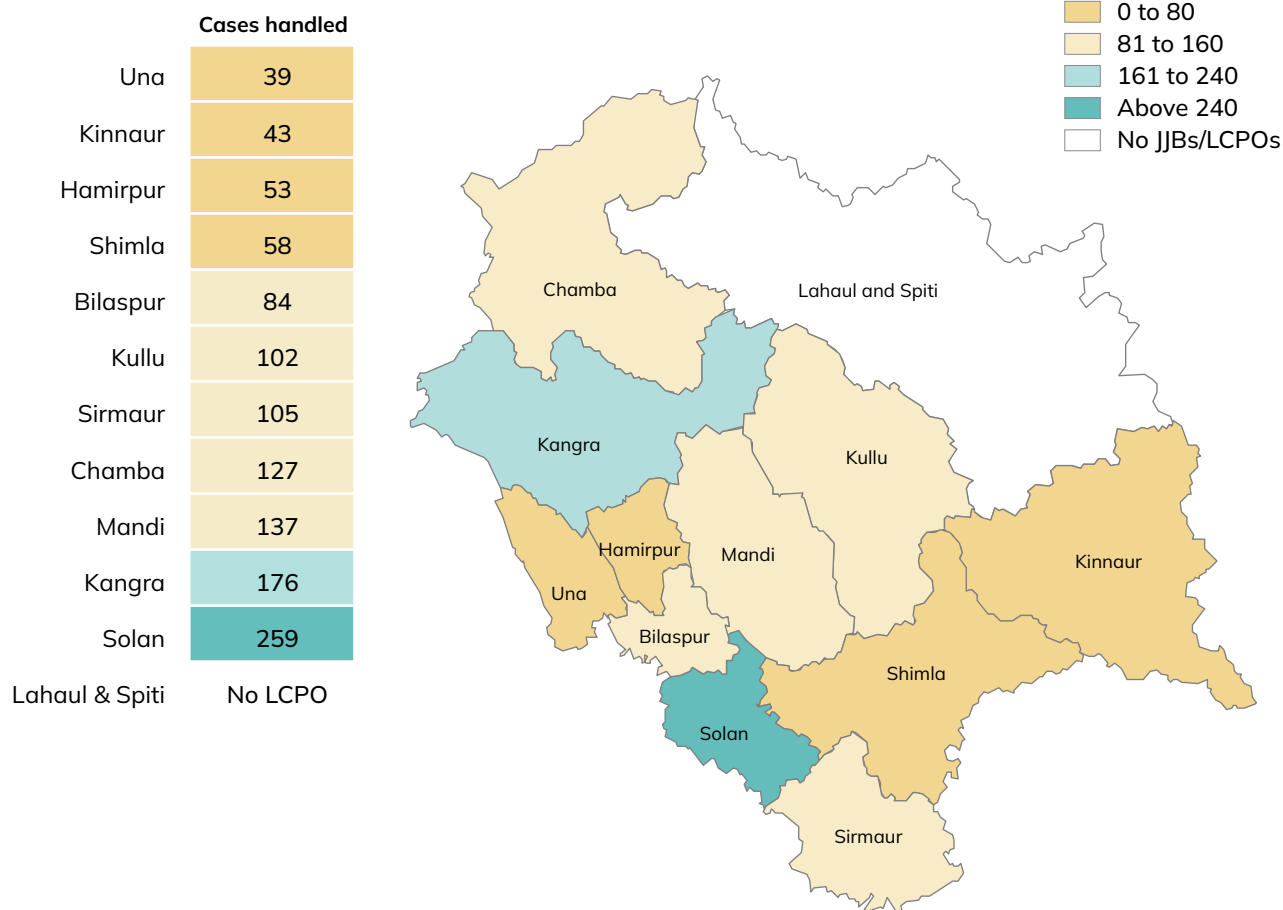 Cases handled
Una 39
Kinnaur 43
Hamirpur 53
Shimla 58
Bilaspur 84
Kullu 102
Sirmaur 105
Chamba 127
Mandi 137
Kangra 176
Solan 259
Lahaul & Spiti No LCPO
0 to 80
81 to 160
161 to 240
Above 240
No JJBs/LCPOs
Chamba
Lahaul and Spiti
Kangra
Kullu
Hamirpur
Mandi
Kinnaur
Una
Bilaspur
Shimla
Solan
Sirmaur